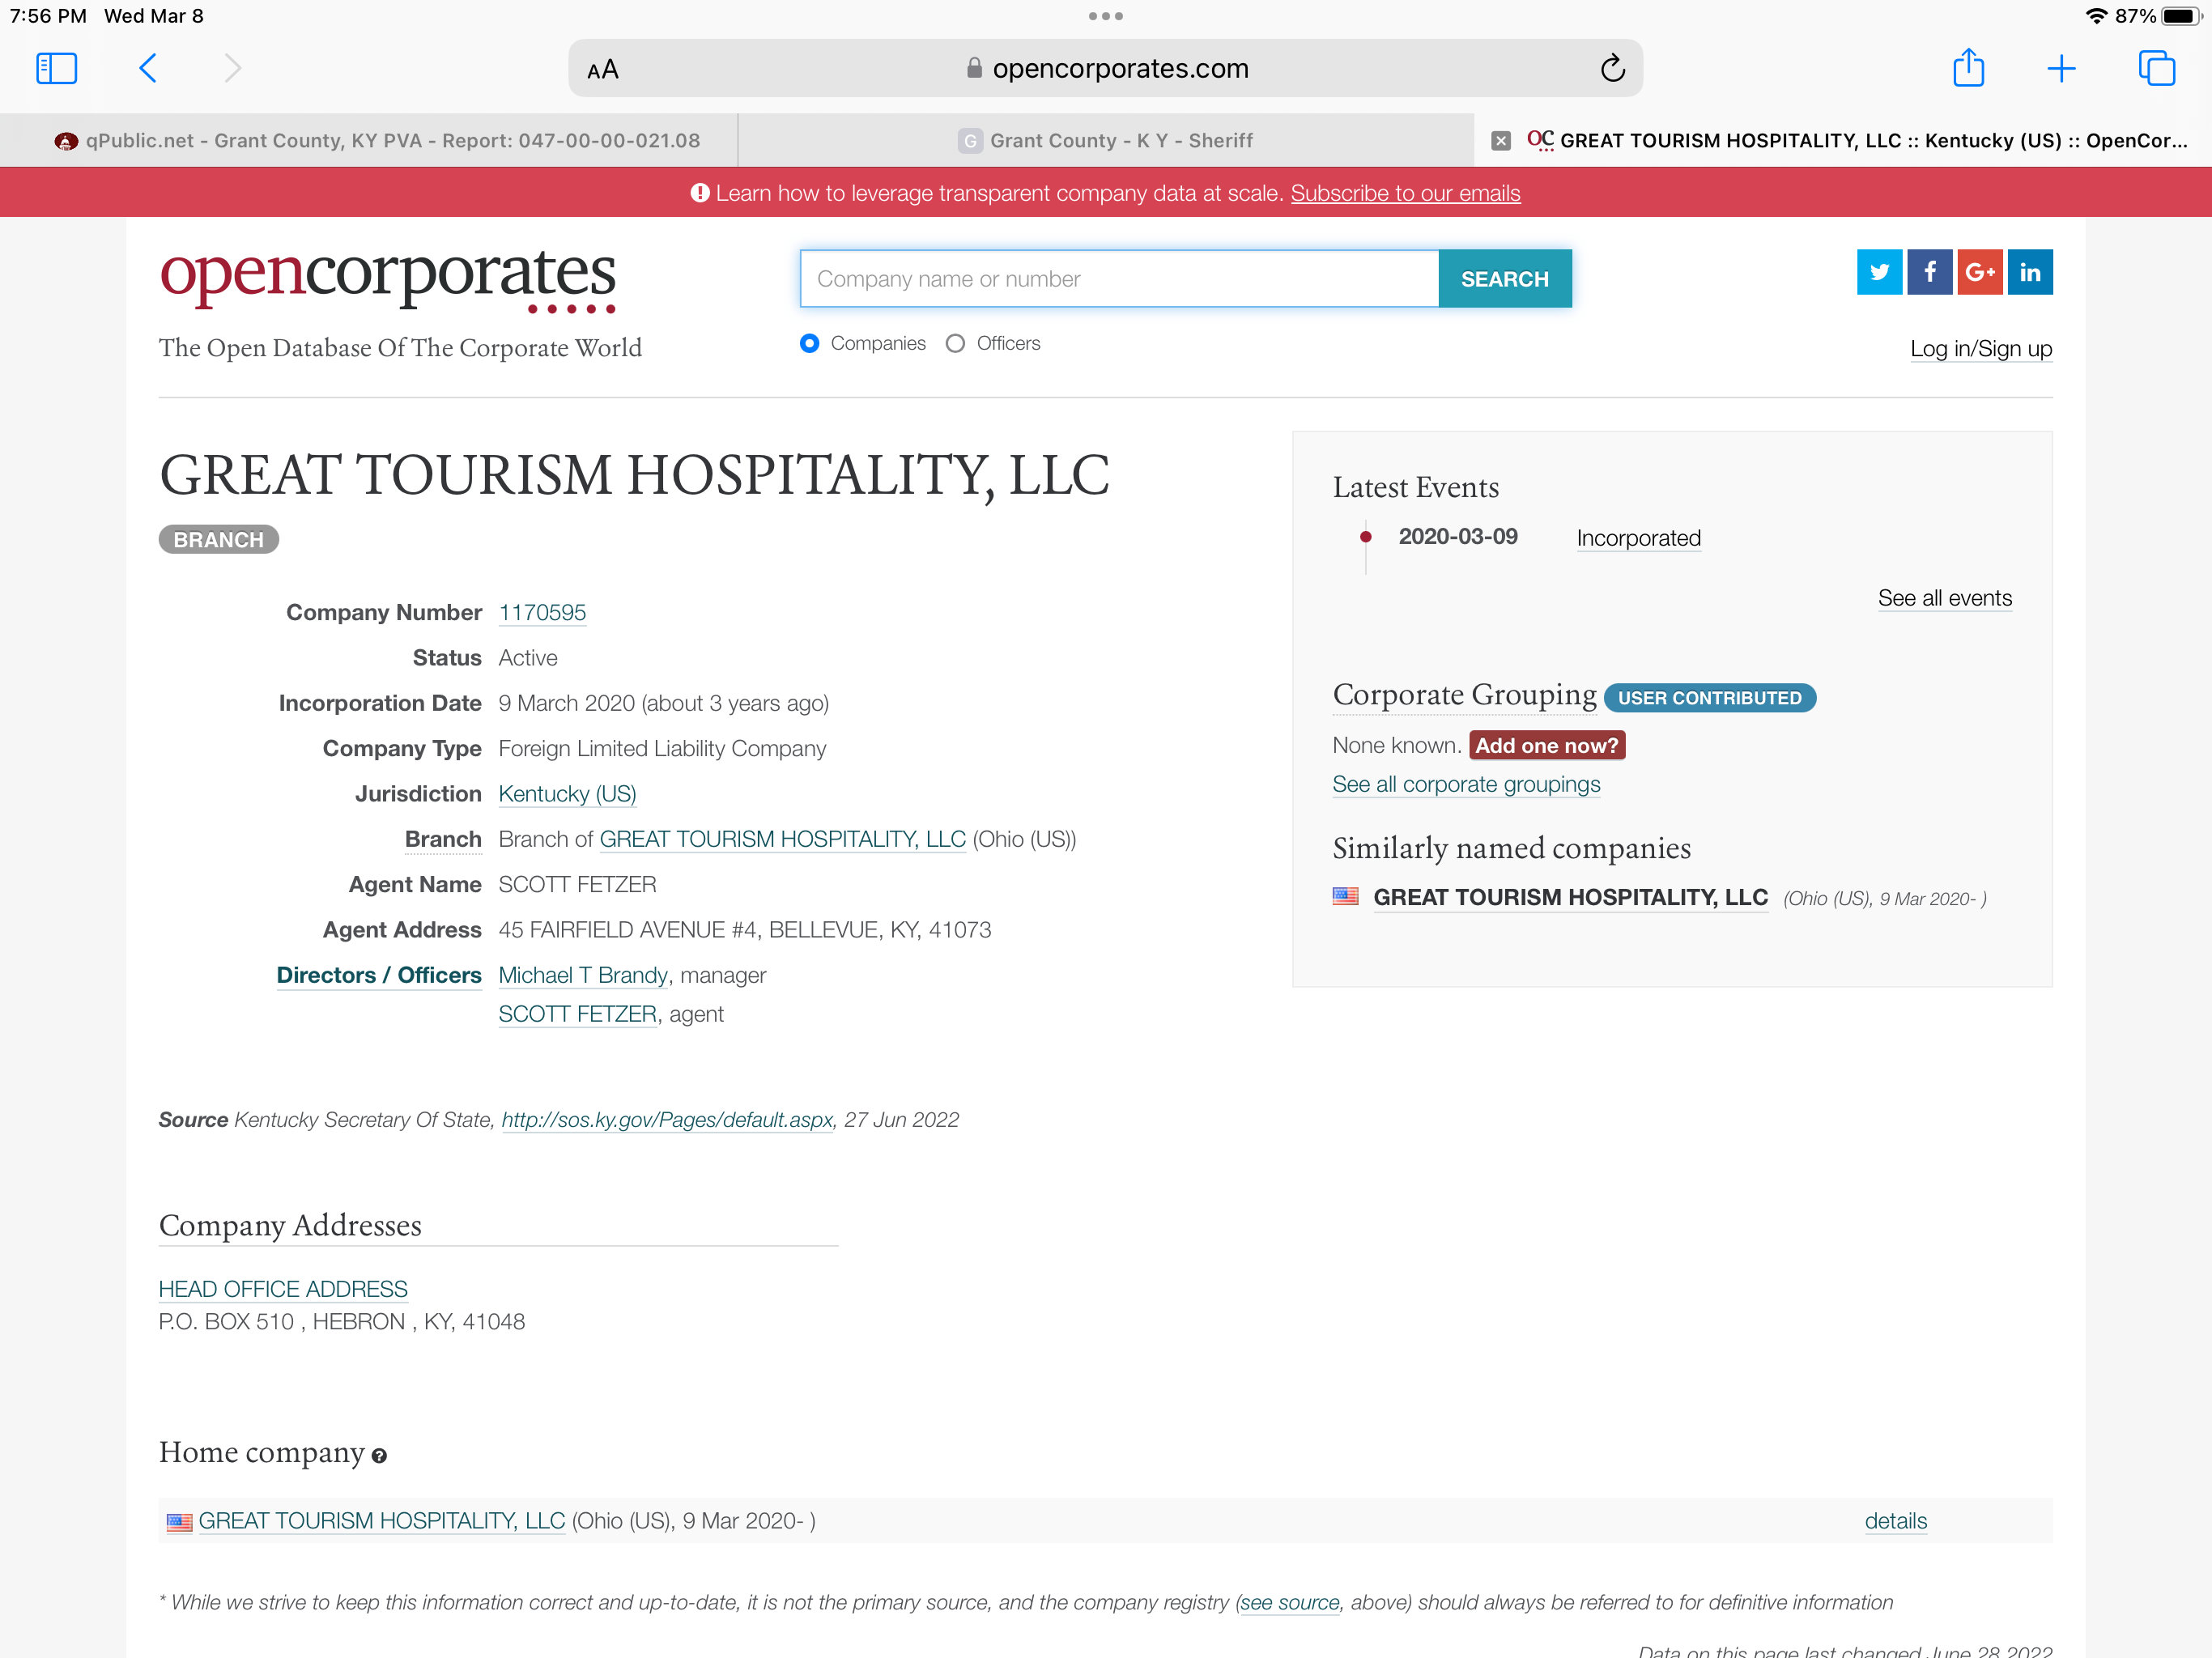 7:56 PM Wed Mar 8
87%
AA
opencorporates.com
qPublic.net - Grant County, KY PVA - Report: 047-00-00-021.08
G Grant County - K Y - Sheriff
OC GREAT TOURISM HOSPITALITY, LLC :: Kentucky (US) :: OpenCor...
Learn how to leverage transparent company data at scale. Subscribe to our emails
opencorporates
The Open Database Of The Corporate World
Company name or number
SEARCH
Companies
Officers
G+
in
Log in/Sign up
GREAT TOURISM HOSPITALITY, LLC
BRANCH
Company Number 1170595
Status Active
Incorporation Date 9 March 2020 (about 3 years ago)
Company Type Foreign Limited Liability Company
Jurisdiction Kentucky (US)
Branch Branch of GREAT TOURISM HOSPITALITY, LLC (Ohio (US))
Agent Name SCOTT FETZER
Agent Address 45 FAIRFIELD AVENUE #4, BELLEVUE, KY, 41073
Directors / Officers Michael T Brandy, manager
SCOTT FETZER, agent
Source Kentucky Secretary Of State, http://sos.ky.gov/Pages/default.aspx, 27 Jun 2022
Latest Events
2020-03-09 Incorporated
See all events
Corporate Grouping USER CONTRIBUTED
None known. Add one now?
See all corporate groupings
Similarly named companies
GREAT TOURISM HOSPITALITY, LLC (Ohio (US), 9 Mar 2020- )
Company Addresses
HEAD OFFICE ADDRESS
P.O. BOX 510 , HEBRON , KY, 41048
Home company
GREAT TOURISM HOSPITALITY, LLC (Ohio (US), 9 Mar 2020- )
details
* While we strive to keep this information correct and up-to-date, it is not the primary source, and the company registry (see source, above) should always be referred to for definitive information
Data on this page last changed June 28 2022